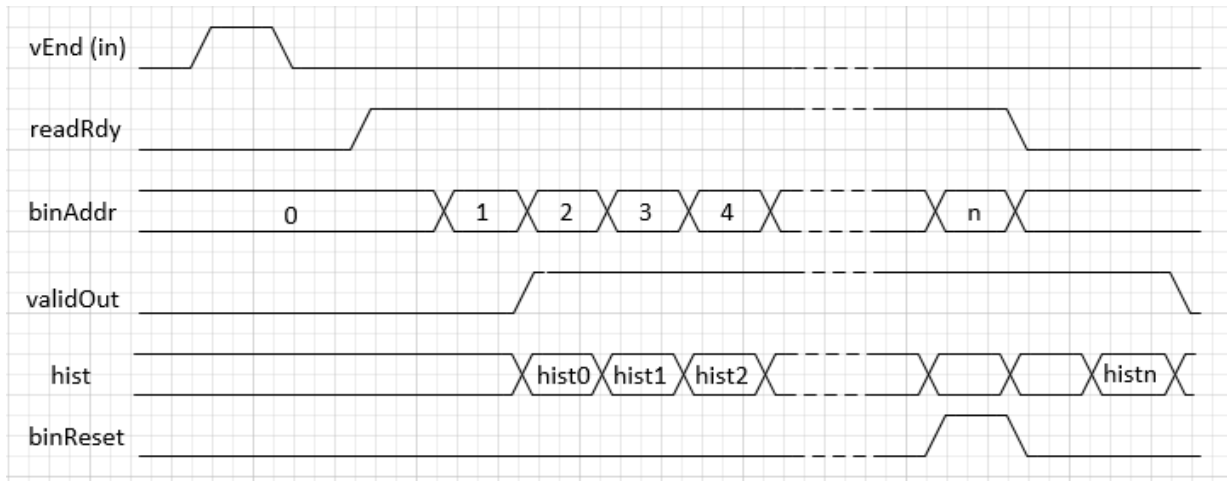 vEnd (in)
readRdy
binAddr 0 1 2 3 4 n
validOut
hist hist0 hist1 hist2 histn
binReset